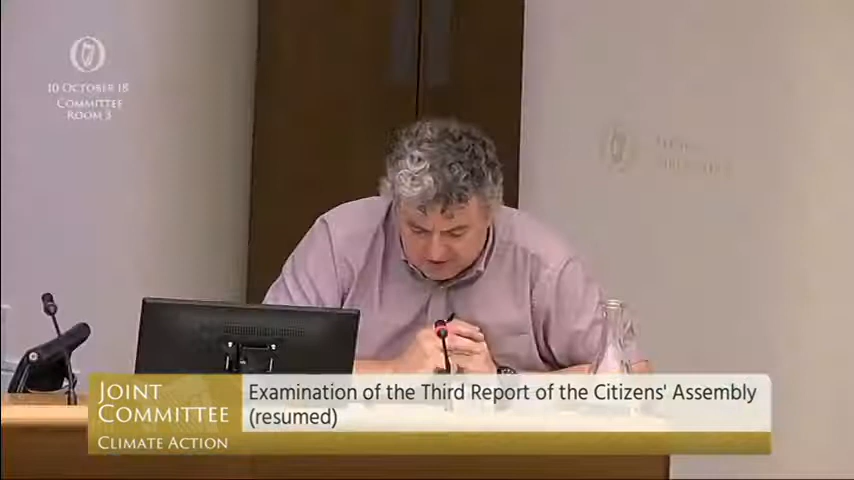 10 OCTOBER 18
COMMITTEE
ROOM 3
JOINT
COMMITTEE
CLIMATE ACTION
Examination of the Third Report of the Citizens' Assembly
(resumed)